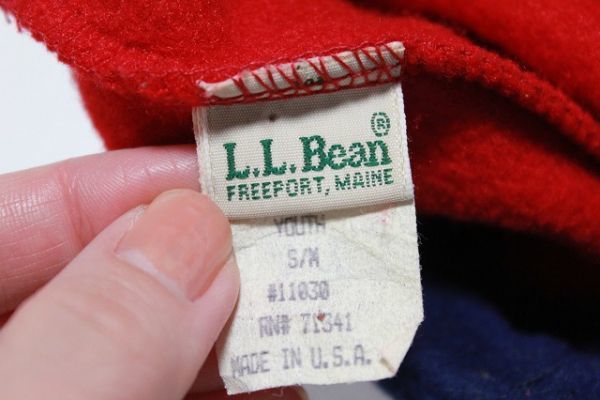 L.L.Bean®
FREEPORT, MAINE
YOUTH
S/M
#11030
RN# 71341
MADE IN U.S.A.